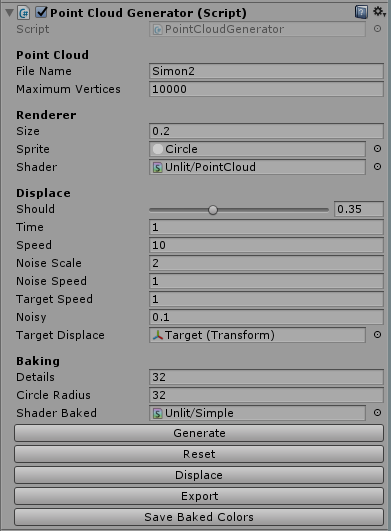 Point Cloud Generator (Script)
Script PointCloudGenerator
Point Cloud
File Name Simon2
Maximum Vertices 10000
Renderer
Size 0.2
Sprite Circle
Shader Unlit/PointCloud
Displace
Should 0.35
Time 1
Speed 10
Noise Scale 2
Noise Speed 1
Target Speed 1
Noisy 0.1
Target Displace Target (Transform)
Baking
Details 32
Circle Radius 32
Shader Baked Unlit/Simple
Generate
Reset
Displace
Export
Save Baked Colors